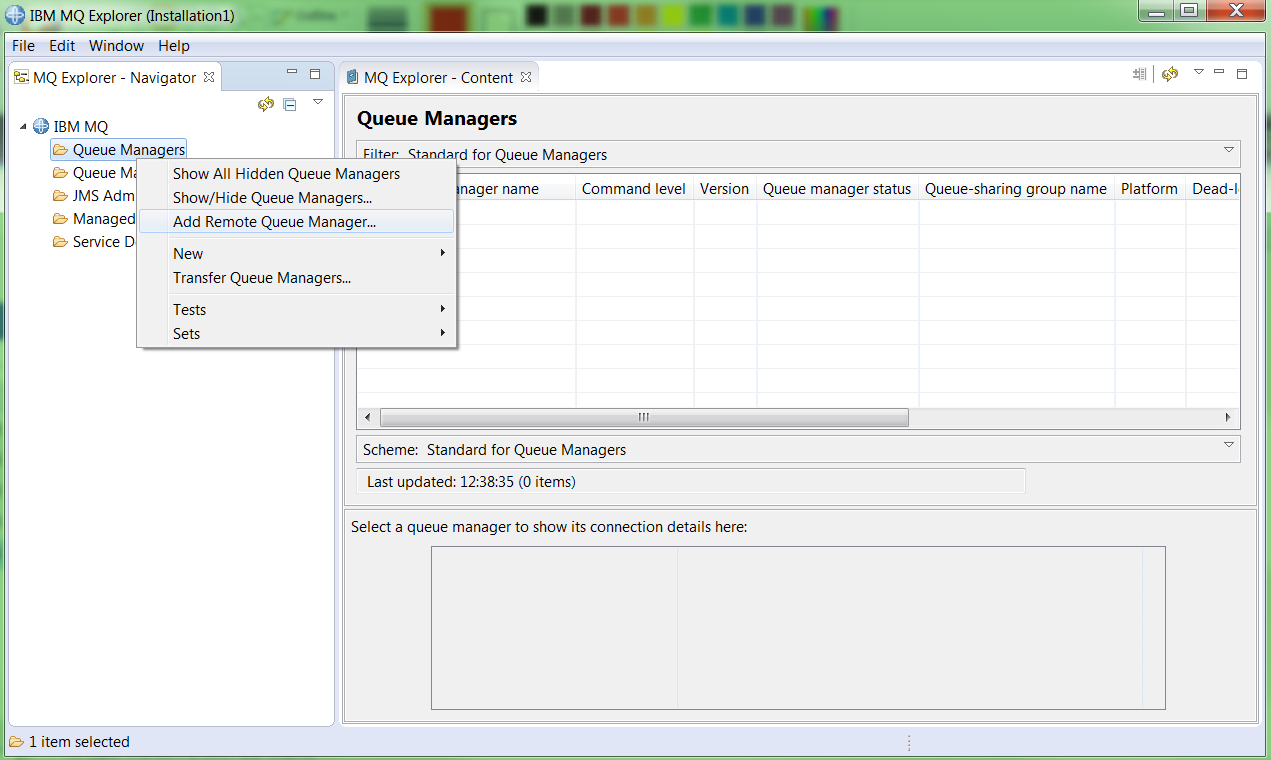 IBM MQ Explorer (Installation1)
File Edit Window Help
MQ Explorer - Navigator
IBM MQ
Queue Managers
Queue Ma
JMS Adm
Managed
Service D
Show All Hidden Queue Managers
Show/Hide Queue Managers...
Add Remote Queue Manager...
New
Transfer Queue Managers...
Tests
Sets
MQ Explorer - Content
Queue Managers
Filter: Standard for Queue Managers
anager name Command level Version Queue manager status Queue-sharing group name Platform Dead-l
Scheme: Standard for Queue Managers
Last updated: 12:38:35 (0 items)
Select a queue manager to show its connection details here:
1 item selected